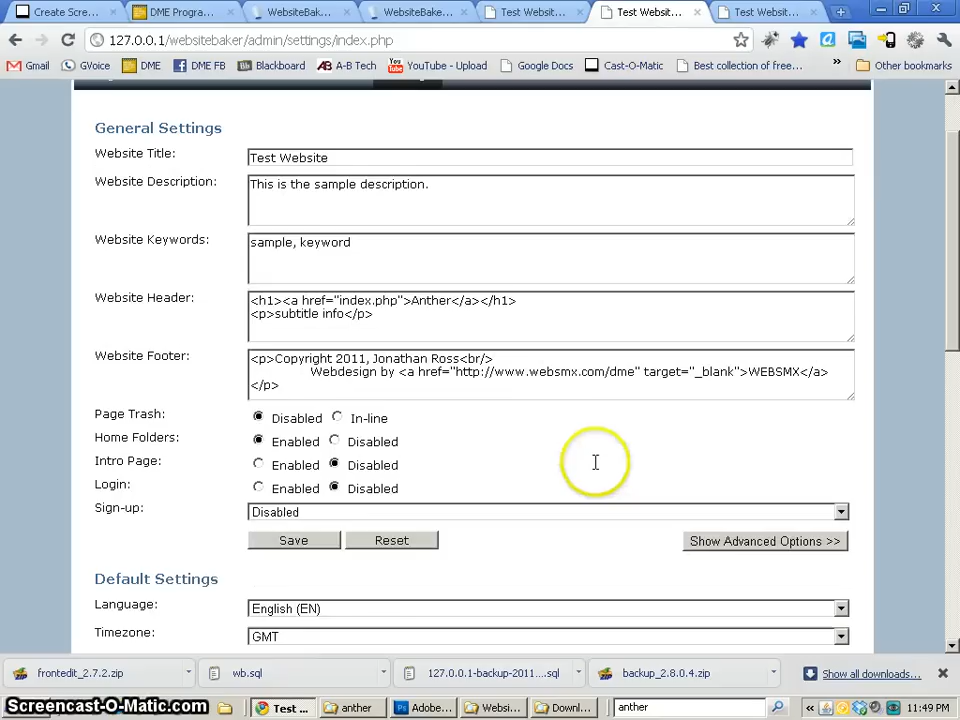 Create Scre...
DME Progra...
WebsiteBak...
WebsiteBake...
Test Websit...
Test Websit...
Test Websit...
127.0.0.1/websitebaker/admin/settings/index.php
Gmail
GVoice
DME
DME FB
Bb Blackboard
AB A-B Tech
You Tube YouTube - Upload
Google Docs
Cast-O-Matic
Best collection of free...
»
Other bookmarks
General Settings
Website Title:
Test Website
Website Description:
This is the sample description.
Website Keywords:
sample, keyword
Website Header:
<h1><a href="index.php">Anther</a></h1>
<p>subtitle info</p>
Website Footer:
<p>Copyright 2011, Jonathan Ross<br/>
Webdesign by <a href="http://www.websmx.com/dme" target="_blank">WEBSMX</a>
</p>
Page Trash:
Disabled
In-line
Home Folders:
Enabled
Disabled
Intro Page:
Enabled
Disabled
Login:
Enabled
Disabled
Sign-up:
Disabled
Save
Reset
Show Advanced Options >>
Default Settings
Language:
English (EN)
Timezone:
GMT
frontedit_2.7.2.zip
wb.sql
127.0.0.1-backup-2011....sql
backup_2.8.0.4.zip
Show all downloads...
Screencast-O-Matic.com
Test ...
anther
Adobe...
Websi...
Downl...
anther
«
11:49 PM